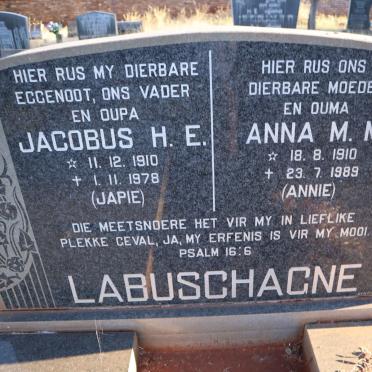 HIER RUS MY DIERBARE
EGGENOOT, ONS VADER
EN OUPA
JACOBUS H. E.
☆ 11. 12. 1910
† 1. 11. 1978
(JAPIE)
HIER RUS ONS
DIERBARE MOEDE
EN OUMA
ANNA M. M
☆ 18. 8. 1910
† 23. 7. 1989
(ANNIE)
DIE MEETSNOERE HET VIR MY IN LIEFLIKE
PLEKKE GEVAL, JA, MY ERFENIS IS VIR MY MOOI.
PSALM 16:6
LABUSCHAGNE